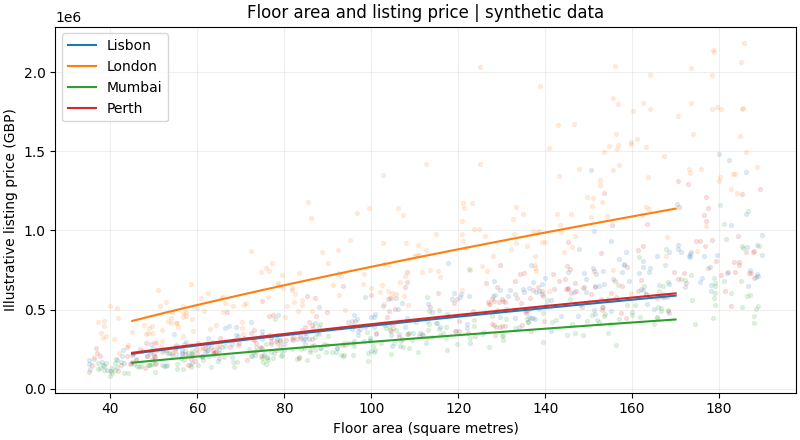 Floor area and listing price | synthetic data
1e6
Lisbon
London
Mumbai
Perth
2.0
1.5
1.0
0.5
0.0
Illustrative listing price (GBP)
40 60 80 100 120 140 160 180
Floor area (square metres)